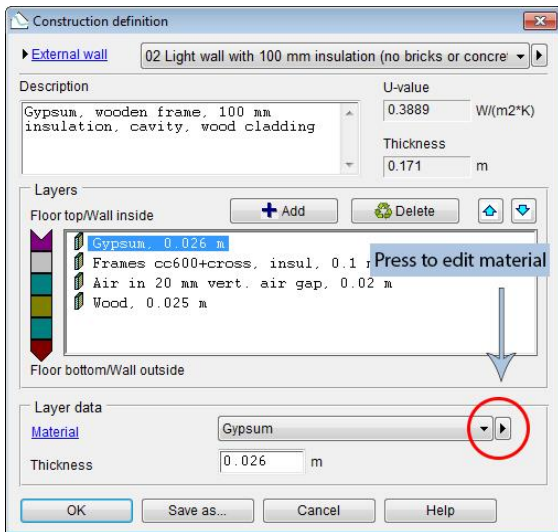 Construction definition
External wall
02 Light wall with 100 mm insulation (no bricks or concre
Description
U-value
Gypsum, wooden frame, 100 mm
insulation, cavity, wood cladding
0.3889 W/(m2*K)
Thickness
0.171 m
Layers
Floor top/Wall inside
Add
Delete
Gypsum, 0.026 m
Frames cc600+cross, insul, 0.1
Press to edit material
Air in 20 mm vert. air gap, 0.02 m
Wood, 0.025 m
Floor bottom/Wall outside
Layer data
Material
Gypsum
Thickness
0.026 m
OK
Save as...
Cancel
Help